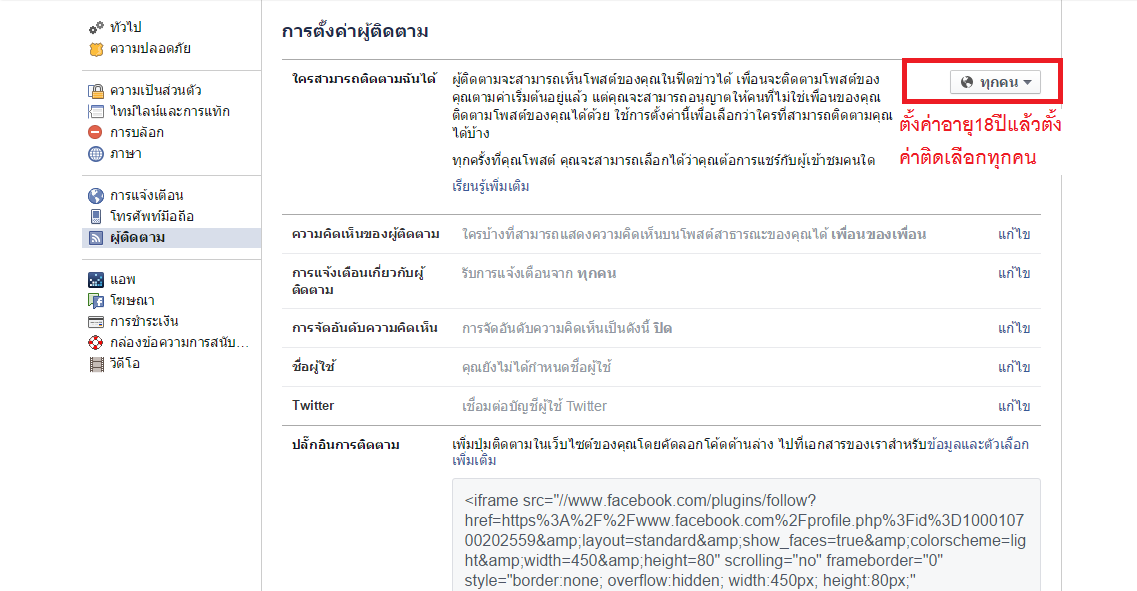 ทั่วไป
ความปลอดภัย
ความเป็นส่วนตัว
ไทม์ไลน์และการแท็ก
การบล็อก
ภาษา
การแจ้งเตือน
โทรศัพท์มือถือ
ผู้ติดตาม
แอพ
โฆษณา
การชำระเงิน
กล่องข้อความการสนับ...
วิดีโอ
การตั้งค่าผู้ติดตาม
ใครสามารถติดตามฉันได้
ผู้ติดตามจะสามารถเห็นโพสต์ของคุณในฟีดข่าวได้ เพื่อนจะติดตามโพสต์ของ
คุณตามค่าเริ่มต้นอยู่แล้ว แต่คุณจะสามารถอนุญาตให้คนที่ไม่ใช่เพื่อนของคุณ
ติดตามโพสต์ของคุณได้ด้วย ใช้การตั้งค่านี้เพื่อเลือกว่าใครที่สามารถติดตามคุณ
ได้บ้าง
ทุกครั้งที่คุณโพสต์ คุณจะสามารถเลือกได้ว่าคุณต้องการแชร์กับผู้เข้าชมคนใด
เรียนรู้เพิ่มเติม
ทุกคน
ตั้งค่าอายุ18ปีแล้วตั้ง
ค่าติดเลือกทุกคน
ความคิดเห็นของผู้ติดตาม ใครบ้างที่สามารถแสดงความคิดเห็นบนโพสต์สาธารณะของคุณได้ เพื่อนของเพื่อน แก้ไข
การแจ้งเตือนเกี่ยวกับผู้ รับการแจ้งเตือนจาก ทุกคน แก้ไข
ติดตาม
การจัดอันดับความคิดเห็น การจัดอันดับความคิดเห็นเป็นดังนี้ ปิด แก้ไข
ชื่อผู้ใช้ คุณยังไม่ได้กำหนดชื่อผู้ใช้ แก้ไข
Twitter เชื่อมต่อบัญชีผู้ใช้ Twitter แก้ไข
ปลั๊กอินการติดตาม เพิ่มปุ่มติดตามในเว็บไซต์ของคุณโดยคัดลอกโค้ดด้านล่าง ไปที่เอกสารของเราสำหรับข้อมูลและตัวเลือก
เพิ่มเติม
<iframe src="//www.facebook.com/plugins/follow?
href=https%3A%2F%2Fwww.facebook.com%2Fprofile.php%3Fid%3D1000107
00202559&amp;layout=standard&amp;show_faces=true&amp;colorscheme=lig
ht&amp;width=450&amp;height=80" scrolling="no" frameborder="0"
style="border:none; overflow:hidden; width:450px; height:80px;"